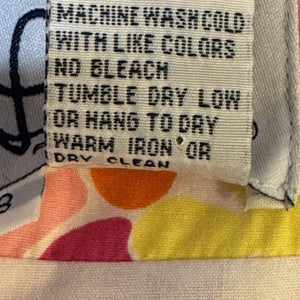 MACHINE WASH COLD
WITH LIKE COLORS
NO BLEACH
TUMBLE DRY LOW
OR HANG TO DRY
WARM IRON OR
DRY CLEAN